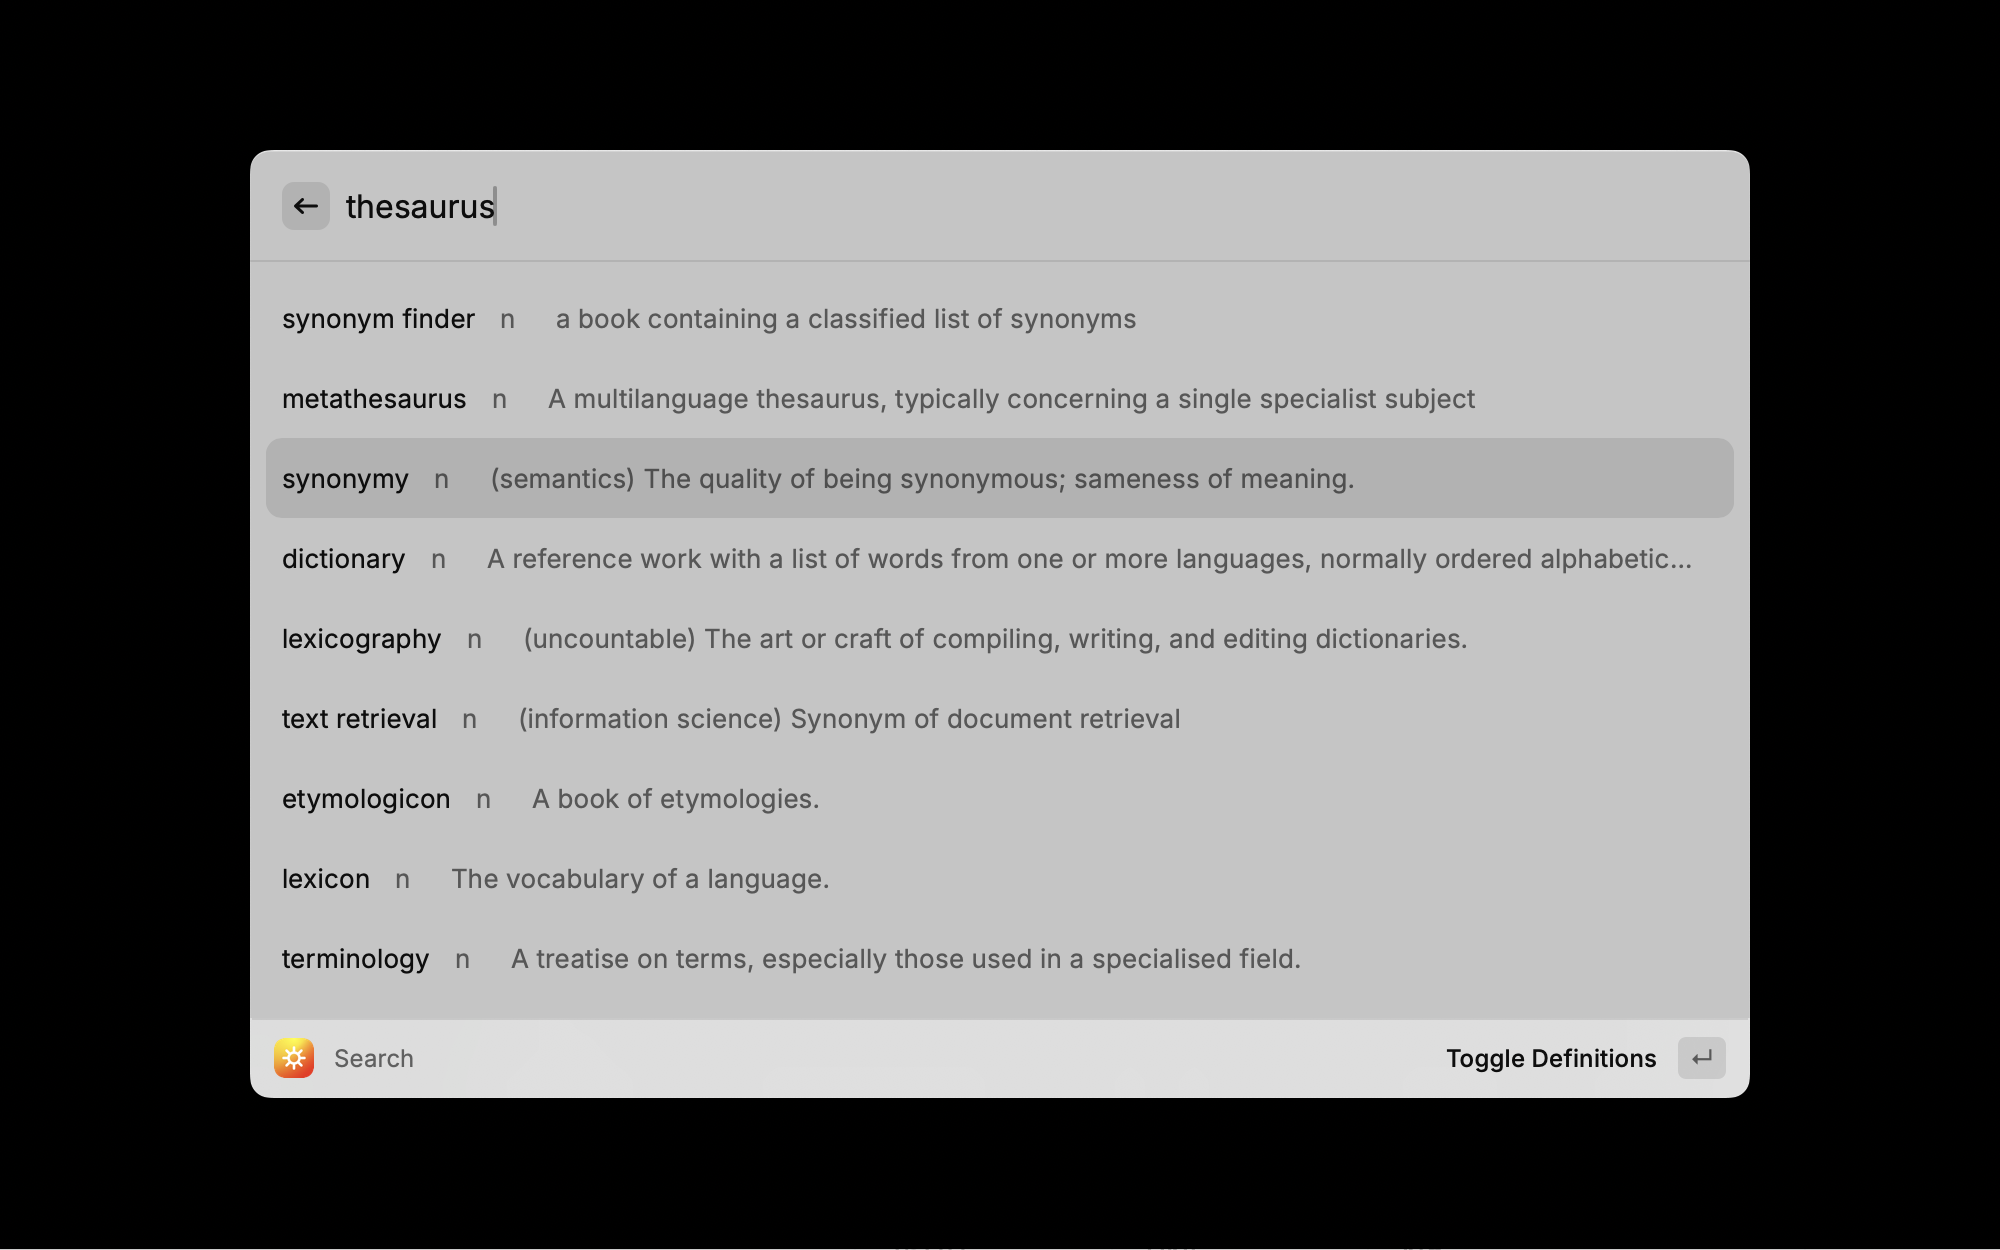 thesaurus
synonym finder n a book containing a classified list of synonyms
metathesaurus n A multilanguage thesaurus, typically concerning a single specialist subject
synonymy n (semantics) The quality of being synonymous; sameness of meaning.
dictionary n A reference work with a list of words from one or more languages, normally ordered alphabetic...
lexicography n (uncountable) The art or craft of compiling, writing, and editing dictionaries.
text retrieval n (information science) Synonym of document retrieval
etymologicon n A book of etymologies.
lexicon n The vocabulary of a language.
terminology n A treatise on terms, especially those used in a specialised field.
Search Toggle Definitions